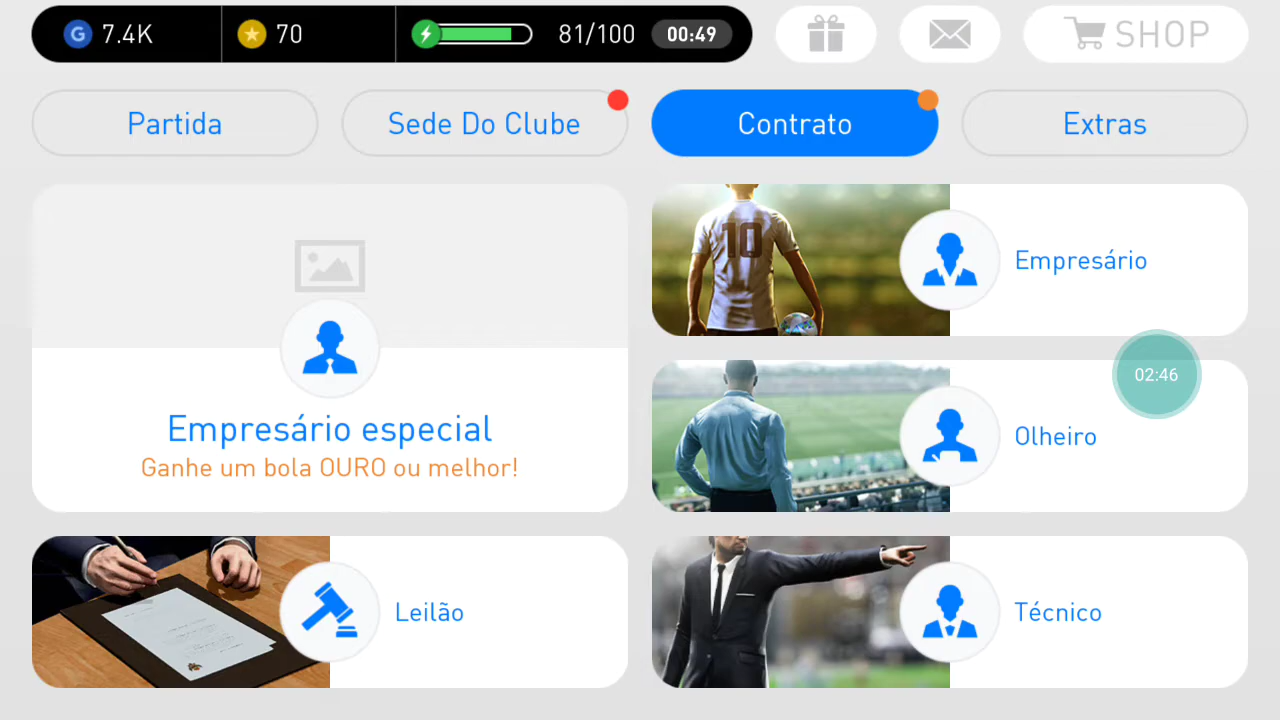 G 7.4K
70
81/100
00:49
SHOP
Partida
Sede Do Clube
Contrato
Extras
10
Empresário
02:46
Empresário especial
Ganhe um bola OURO ou melhor!
Olheiro
Leilão
Técnico